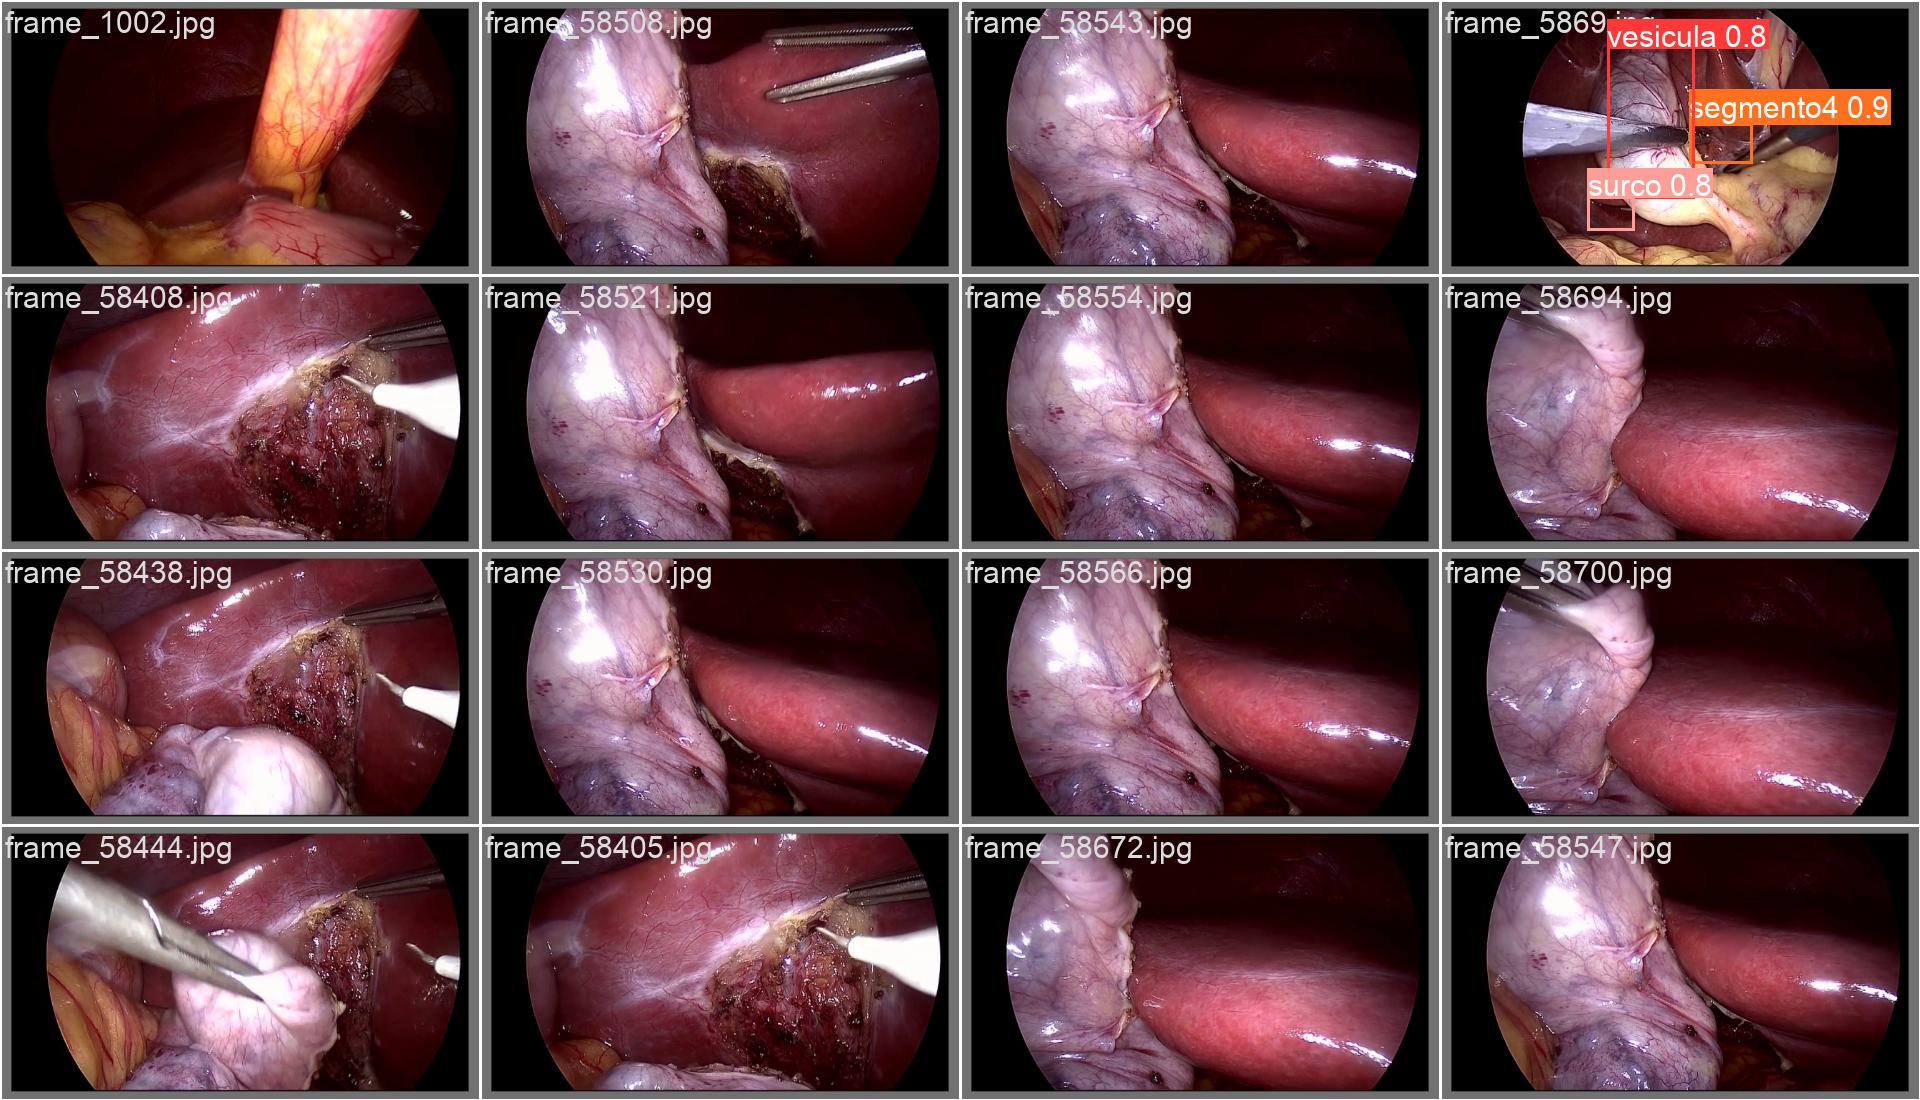 frame_1002.jpg
frame_58508.jpg
frame_58543.jpg
frame_5869.jpg
vesicula 0.8
segmento4 0.9
surco 0.8
frame_58408.jpg
frame_58521.jpg
frame_58554.jpg
frame_58694.jpg
frame_58438.jpg
frame_58530.jpg
frame_58566.jpg
frame_58700.jpg
frame_58444.jpg
frame_58405.jpg
frame_58672.jpg
frame_58547.jpg